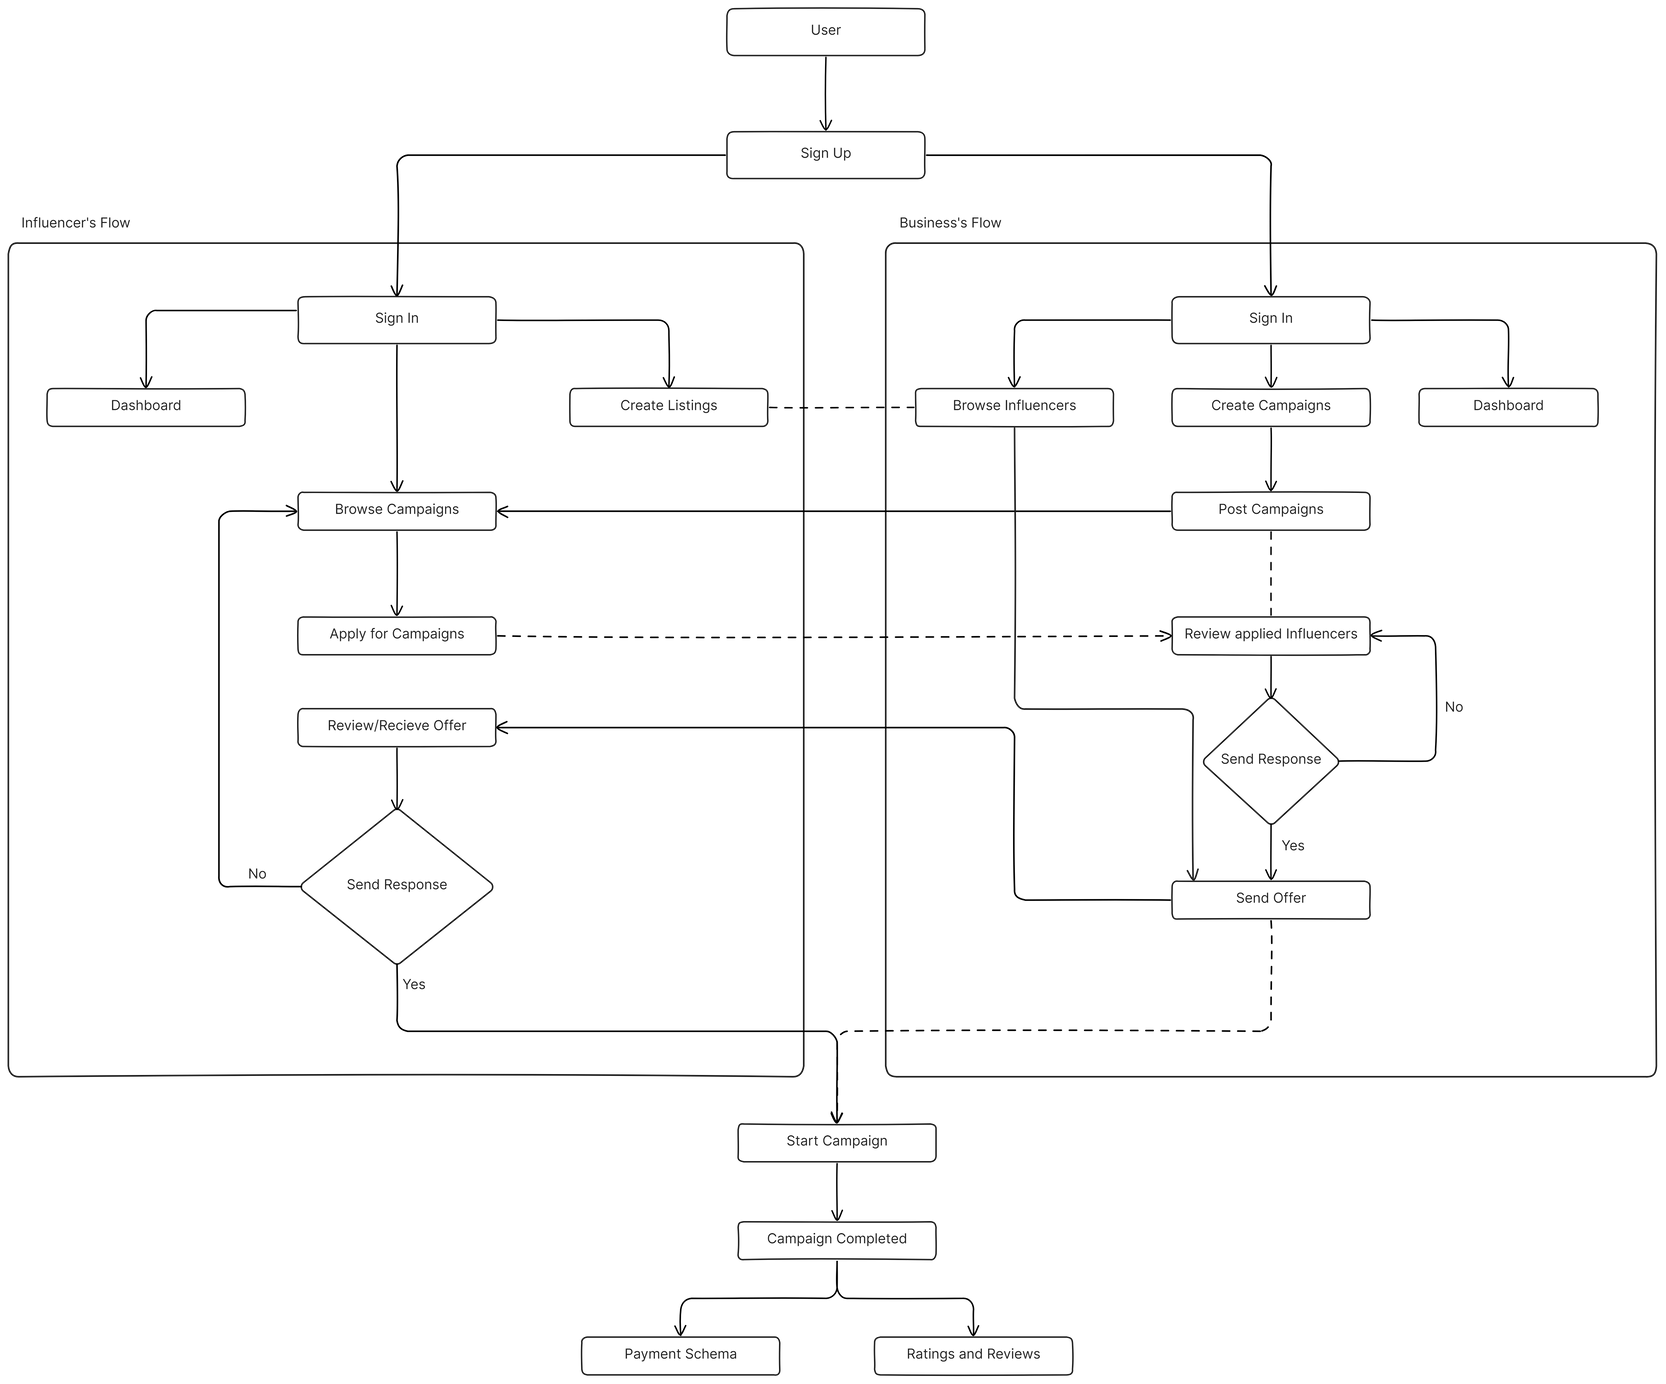 User
Sign Up
Influencer's Flow
Business's Flow
Sign In
Sign In
Dashboard
Create Listings
Browse Influencers
Create Campaigns
Dashboard
Browse Campaigns
Post Campaigns
Apply for Campaigns
Review applied Influencers
No
Review/Recieve Offer
Send Response
Yes
No
Send Response
Send Offer
Yes
Start Campaign
Campaign Completed
Payment Schema
Ratings and Reviews